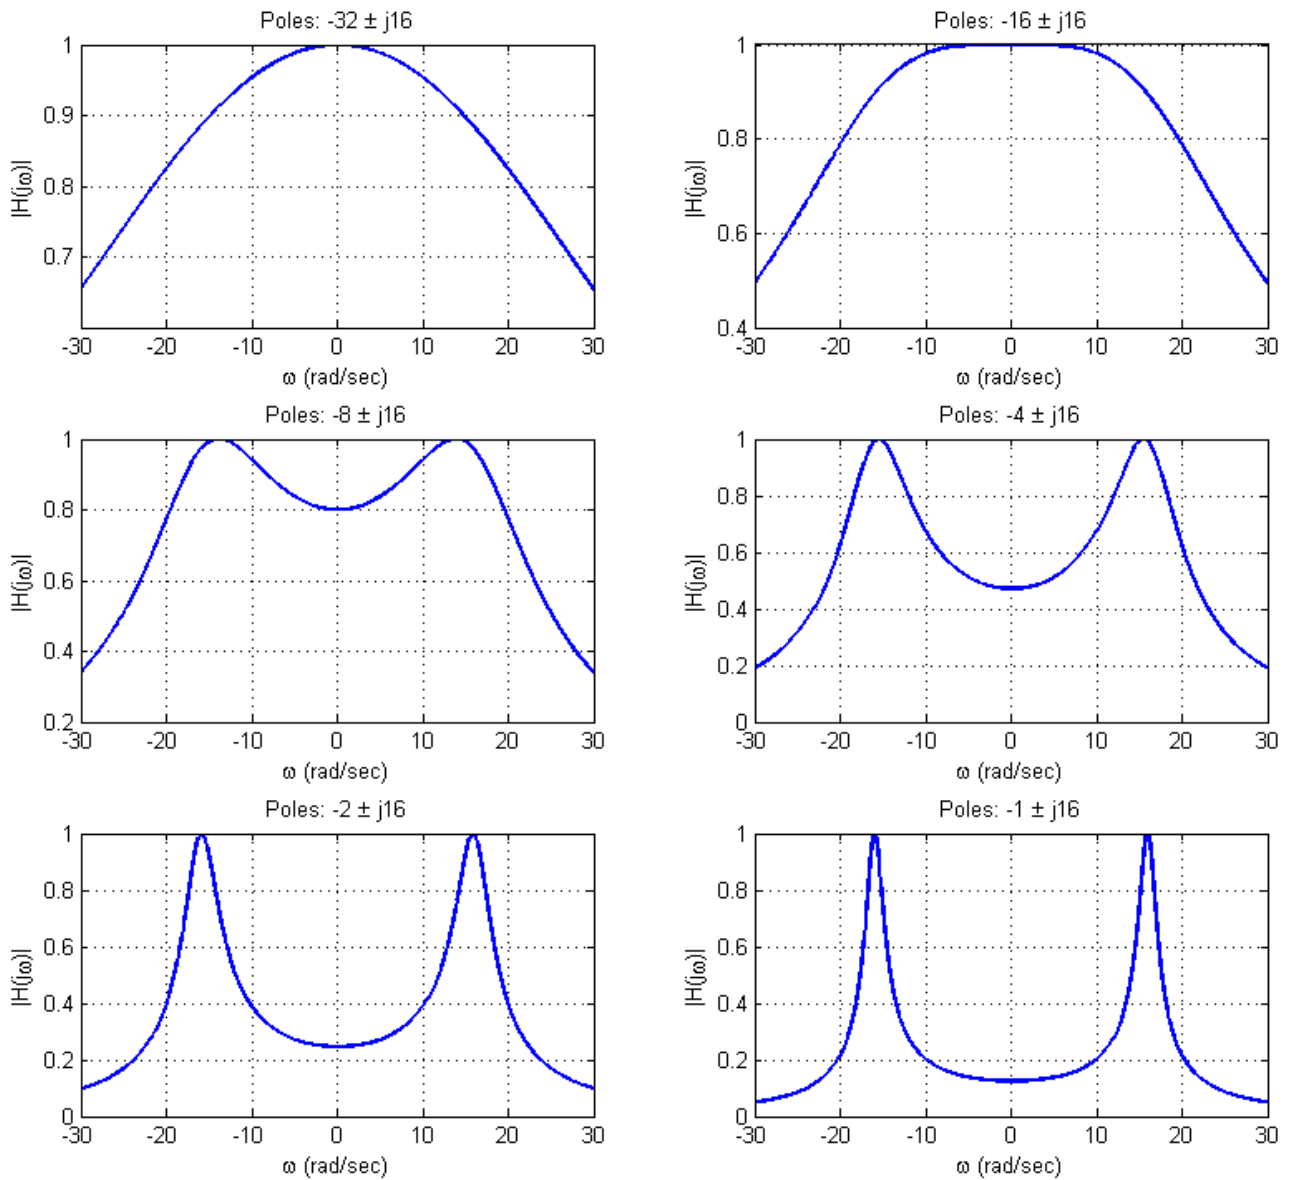 Poles: -32 ± j16
1
0.9
0.8
0.7
|H(jω)|
-30 -20 -10 0 10 20 30
ω (rad/sec)
Poles: -16 ± j16
1
0.8
0.6
0.4
|H(jω)|
-30 -20 -10 0 10 20 30
ω (rad/sec)
Poles: -8 ± j16
1
0.8
0.6
0.4
0.2
|H(jω)|
-30 -20 -10 0 10 20 30
ω (rad/sec)
Poles: -4 ± j16
1
0.8
0.6
0.4
0.2
0
|H(jω)|
-30 -20 -10 0 10 20 30
ω (rad/sec)
Poles: -2 ± j16
1
0.8
0.6
0.4
0.2
0
|H(jω)|
-30 -20 -10 0 10 20 30
ω (rad/sec)
Poles: -1 ± j16
1
0.8
0.6
0.4
0.2
0
|H(jω)|
-30 -20 -10 0 10 20 30
ω (rad/sec)